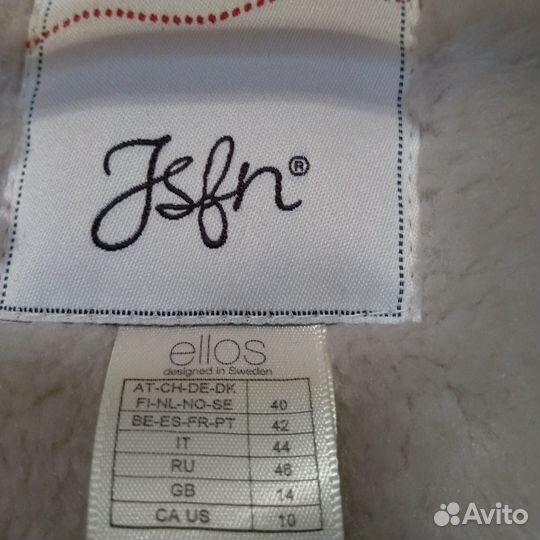 Jsfn®
ellos
designed in Sweden
AT-CH-DE-DK
FI-NL-NO-SE 40
BE-ES-FR-PT 42
IT 44
RU 46
GB 14
CA US 10
Avito